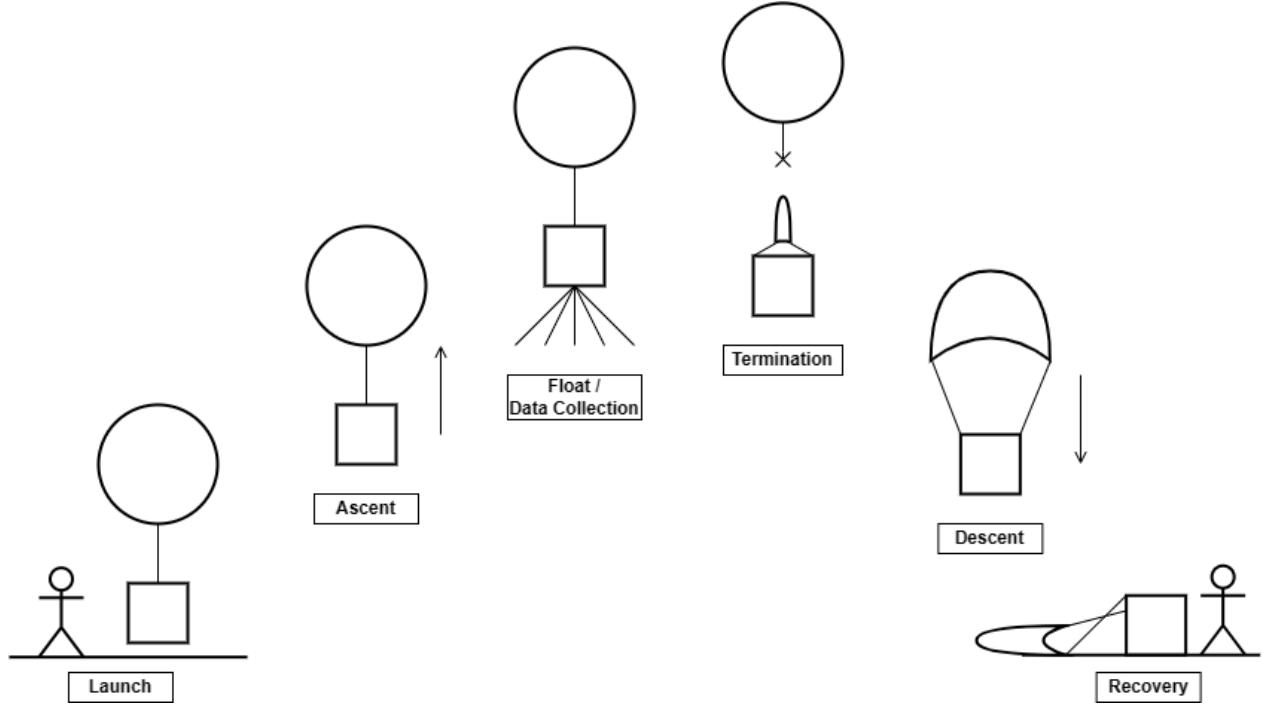 Launch
Ascent
Float /
Data Collection
Termination
Descent
Recovery